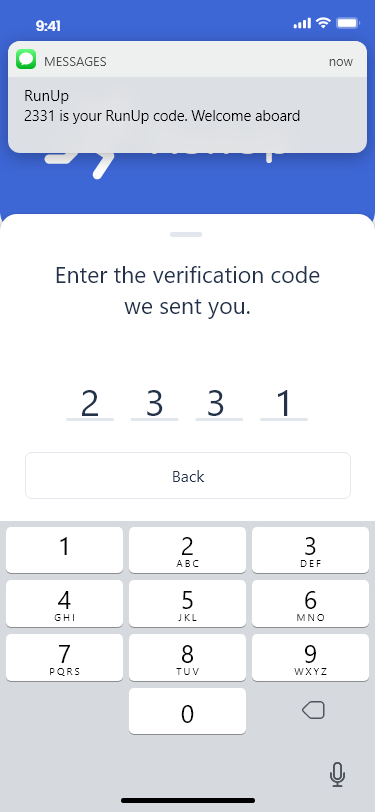 9:41
MESSAGES now
RunUp
2331 is your RunUp code. Welcome aboard
Enter the verification code
we sent you.
2 3 3 1
Back
1 2 3
ABC DEF
4 5 6
GHI JKL MNO
7 8 9
PQRS TUV WXYZ
0